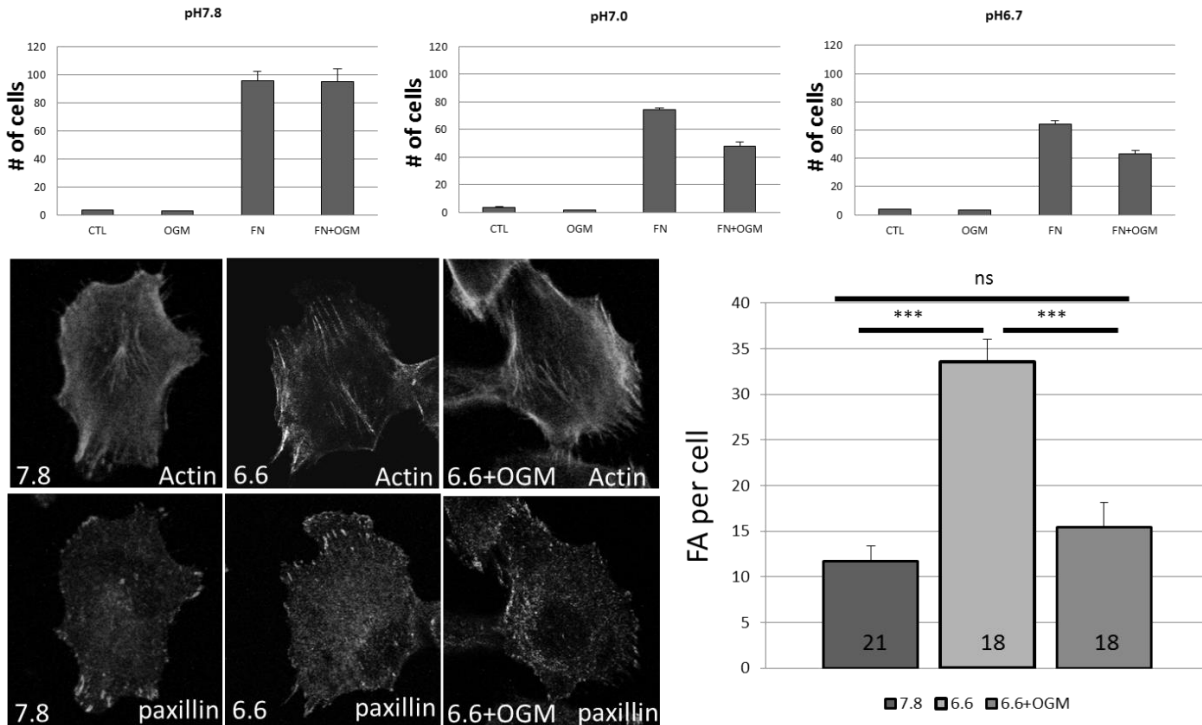 pH7.8
120
100
80
60
40
20
0
# of cells
CTL OGM FN FN+OGM
pH7.0
120
100
80
60
40
20
0
# of cells
CTL OGM FN FN+OGM
pH6.7
120
100
80
60
40
20
0
# of cells
CTL OGM FN FN+OGM
7.8 Actin
6.6 Actin
6.6+OGM Actin
7.8 paxillin
6.6 paxillin
6.6+OGM paxillin
ns
*** ***
40
35
30
25
20
15
10
5
0
FA per cell
21 18 18
7.8 6.6 6.6+OGM